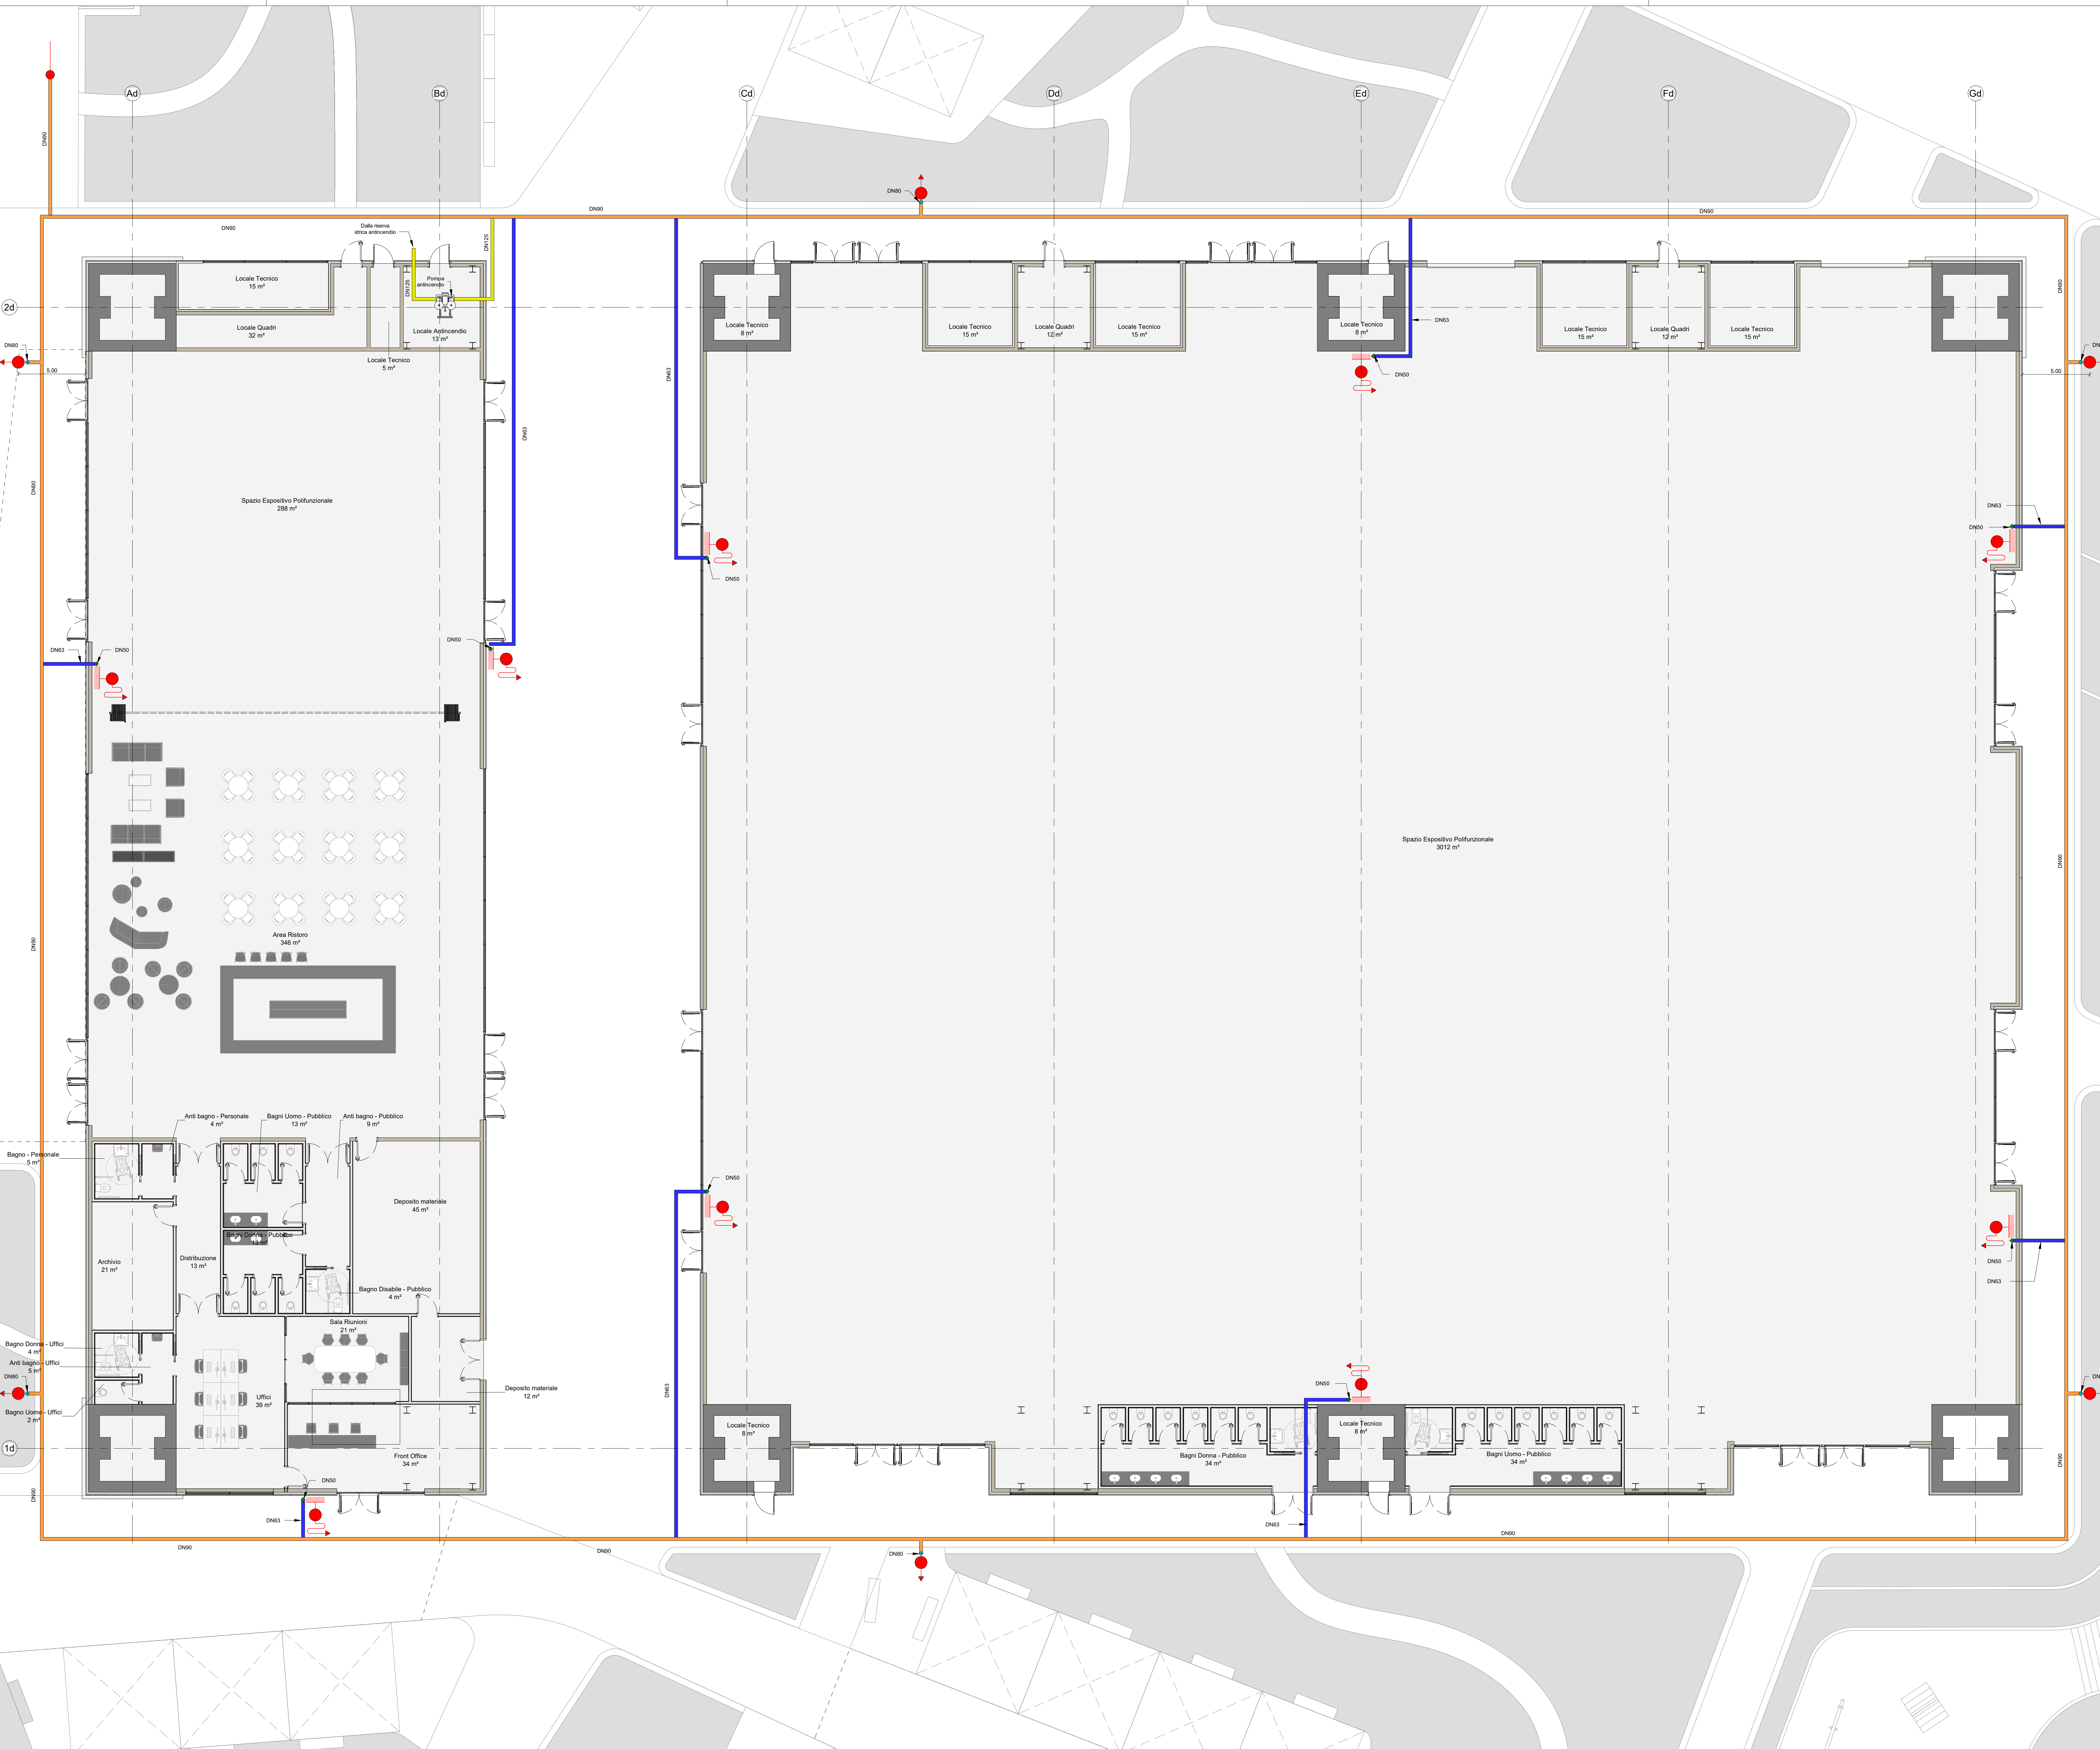 Ad
Bd
Cd
Dd
Ed
Fd
Gd
DN90
DN80
DN90
DN90
DN90
Dalla riserva
idrica antincendio
DN125
DN125
Pompa
antincendio
DN90
Locale Tecnico
15 m²
2d
Locale Quadri
32 m²
Locale Antincendio
13 m²
Locale Tecnico
5 m²
Locale Tecnico
8 m²
Locale Tecnico
15 m²
Locale Quadri
12 m²
Locale Tecnico
15 m²
Locale Tecnico
8 m²
DN63
Locale Tecnico
15 m²
Locale Quadri
12 m²
Locale Tecnico
15 m²
DN80
5.00
DN63
DN50
5.00
DN
DN63
DN90
Spazio Espositivo Polifunzionale
288 m²
DN63
DN50
DN50
DN63
DN50
DN50
Spazio Espositivo Polifunzionale
3012 m²
DN90
DN90
Area Ristoro
346 m²
Anti bagno - Personale
4 m²
Bagni Uomo - Pubblico
13 m²
Anti bagno - Pubblico
9 m²
Bagno - Personale
5 m²
Deposito materiale
45 m²
DN50
Bagni Donna - Pubblico
13 m²
Archivio
21 m²
Distribuzione
13 m²
Bagno Disabile - Pubblico
4 m²
DN50
DN63
Sala Riunioni
21 m²
Bagno Donna - Uffici
4 m²
Anti bagno - Uffici
5 m²
DN80
Bagno Uomo - Uffici
2 m²
Uffici
39 m²
Deposito materiale
12 m²
DN63
DN50
DN
1d
Front Office
34 m²
Locale Tecnico
8 m²
Bagni Donna - Pubblico
34 m²
Locale Tecnico
8 m²
Bagni Uomo - Pubblico
34 m²
DN90
DN50
DN63
DN90
DN63
DN90
DN90
DN90
DN80